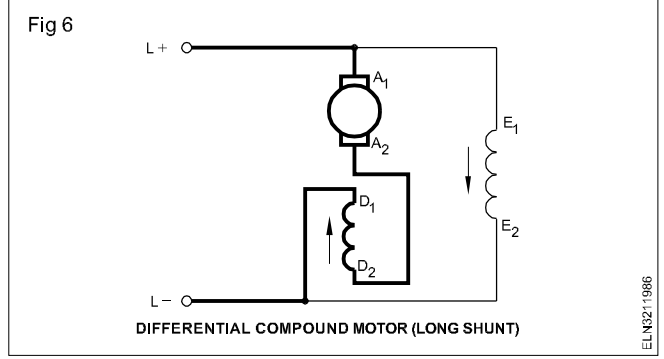 Fig 6
L +
A1
A2
E1
D1
E2
D2
L −
DIFFERENTIAL COMPOUND MOTOR (LONG SHUNT)
ELN3211986